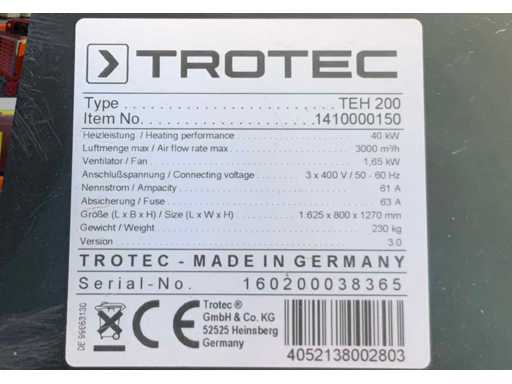 TROTEC
Type . . . . . . . . . . . . . . . . . . . . . . TEH 200
Item No. . . . . . . . . . . . . . . . . . . 1410000150
Heizleistung / Heating performance 40 kW
Luftmenge max / Air flow rate max 3000 m³/h
Ventilator / Fan 1,65 kW
Anschlußspannung / Connecting voltage 3 x 400 V / 50 - 60 Hz
Nennstrom / Ampacity 61 A
Absicherung / Fuse 63 A
Größe (L x B x H) / Size (L x W x H) 1.625 x 800 x 1270 mm
Gewicht / Weight 230 kg
Version 3.0
TROTEC - MADE IN GERMANY
Serial-No. 160200038365
DE 99663130
CE
Trotec ®
GmbH & Co. KG
52525 Heinsberg
Germany
4052138002803